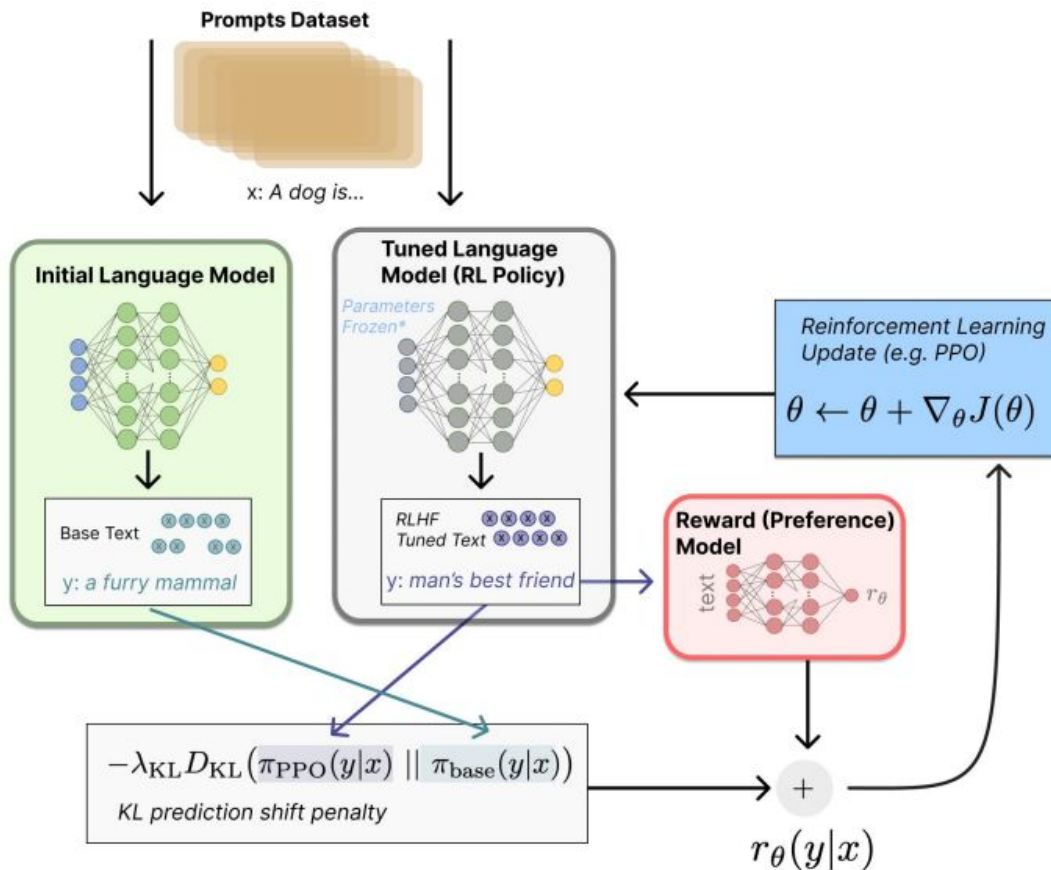 Prompts Dataset
x: A dog is...
Initial Language Model
Tuned Language
Model (RL Policy)
Parameters
Frozen*
Reinforcement Learning
Update (e.g. PPO)
θ ← θ + ∇θJ(θ)
Base Text
x x x x
x x x x
y: a furry mammal
RLHF
Tuned Text
x x x x
x x x x
y: man's best friend
Reward (Preference)
Model
text
rθ
−λKL DKL(πPPO(y|x) || πbase(y|x))
KL prediction shift penalty
+
rθ(y|x)